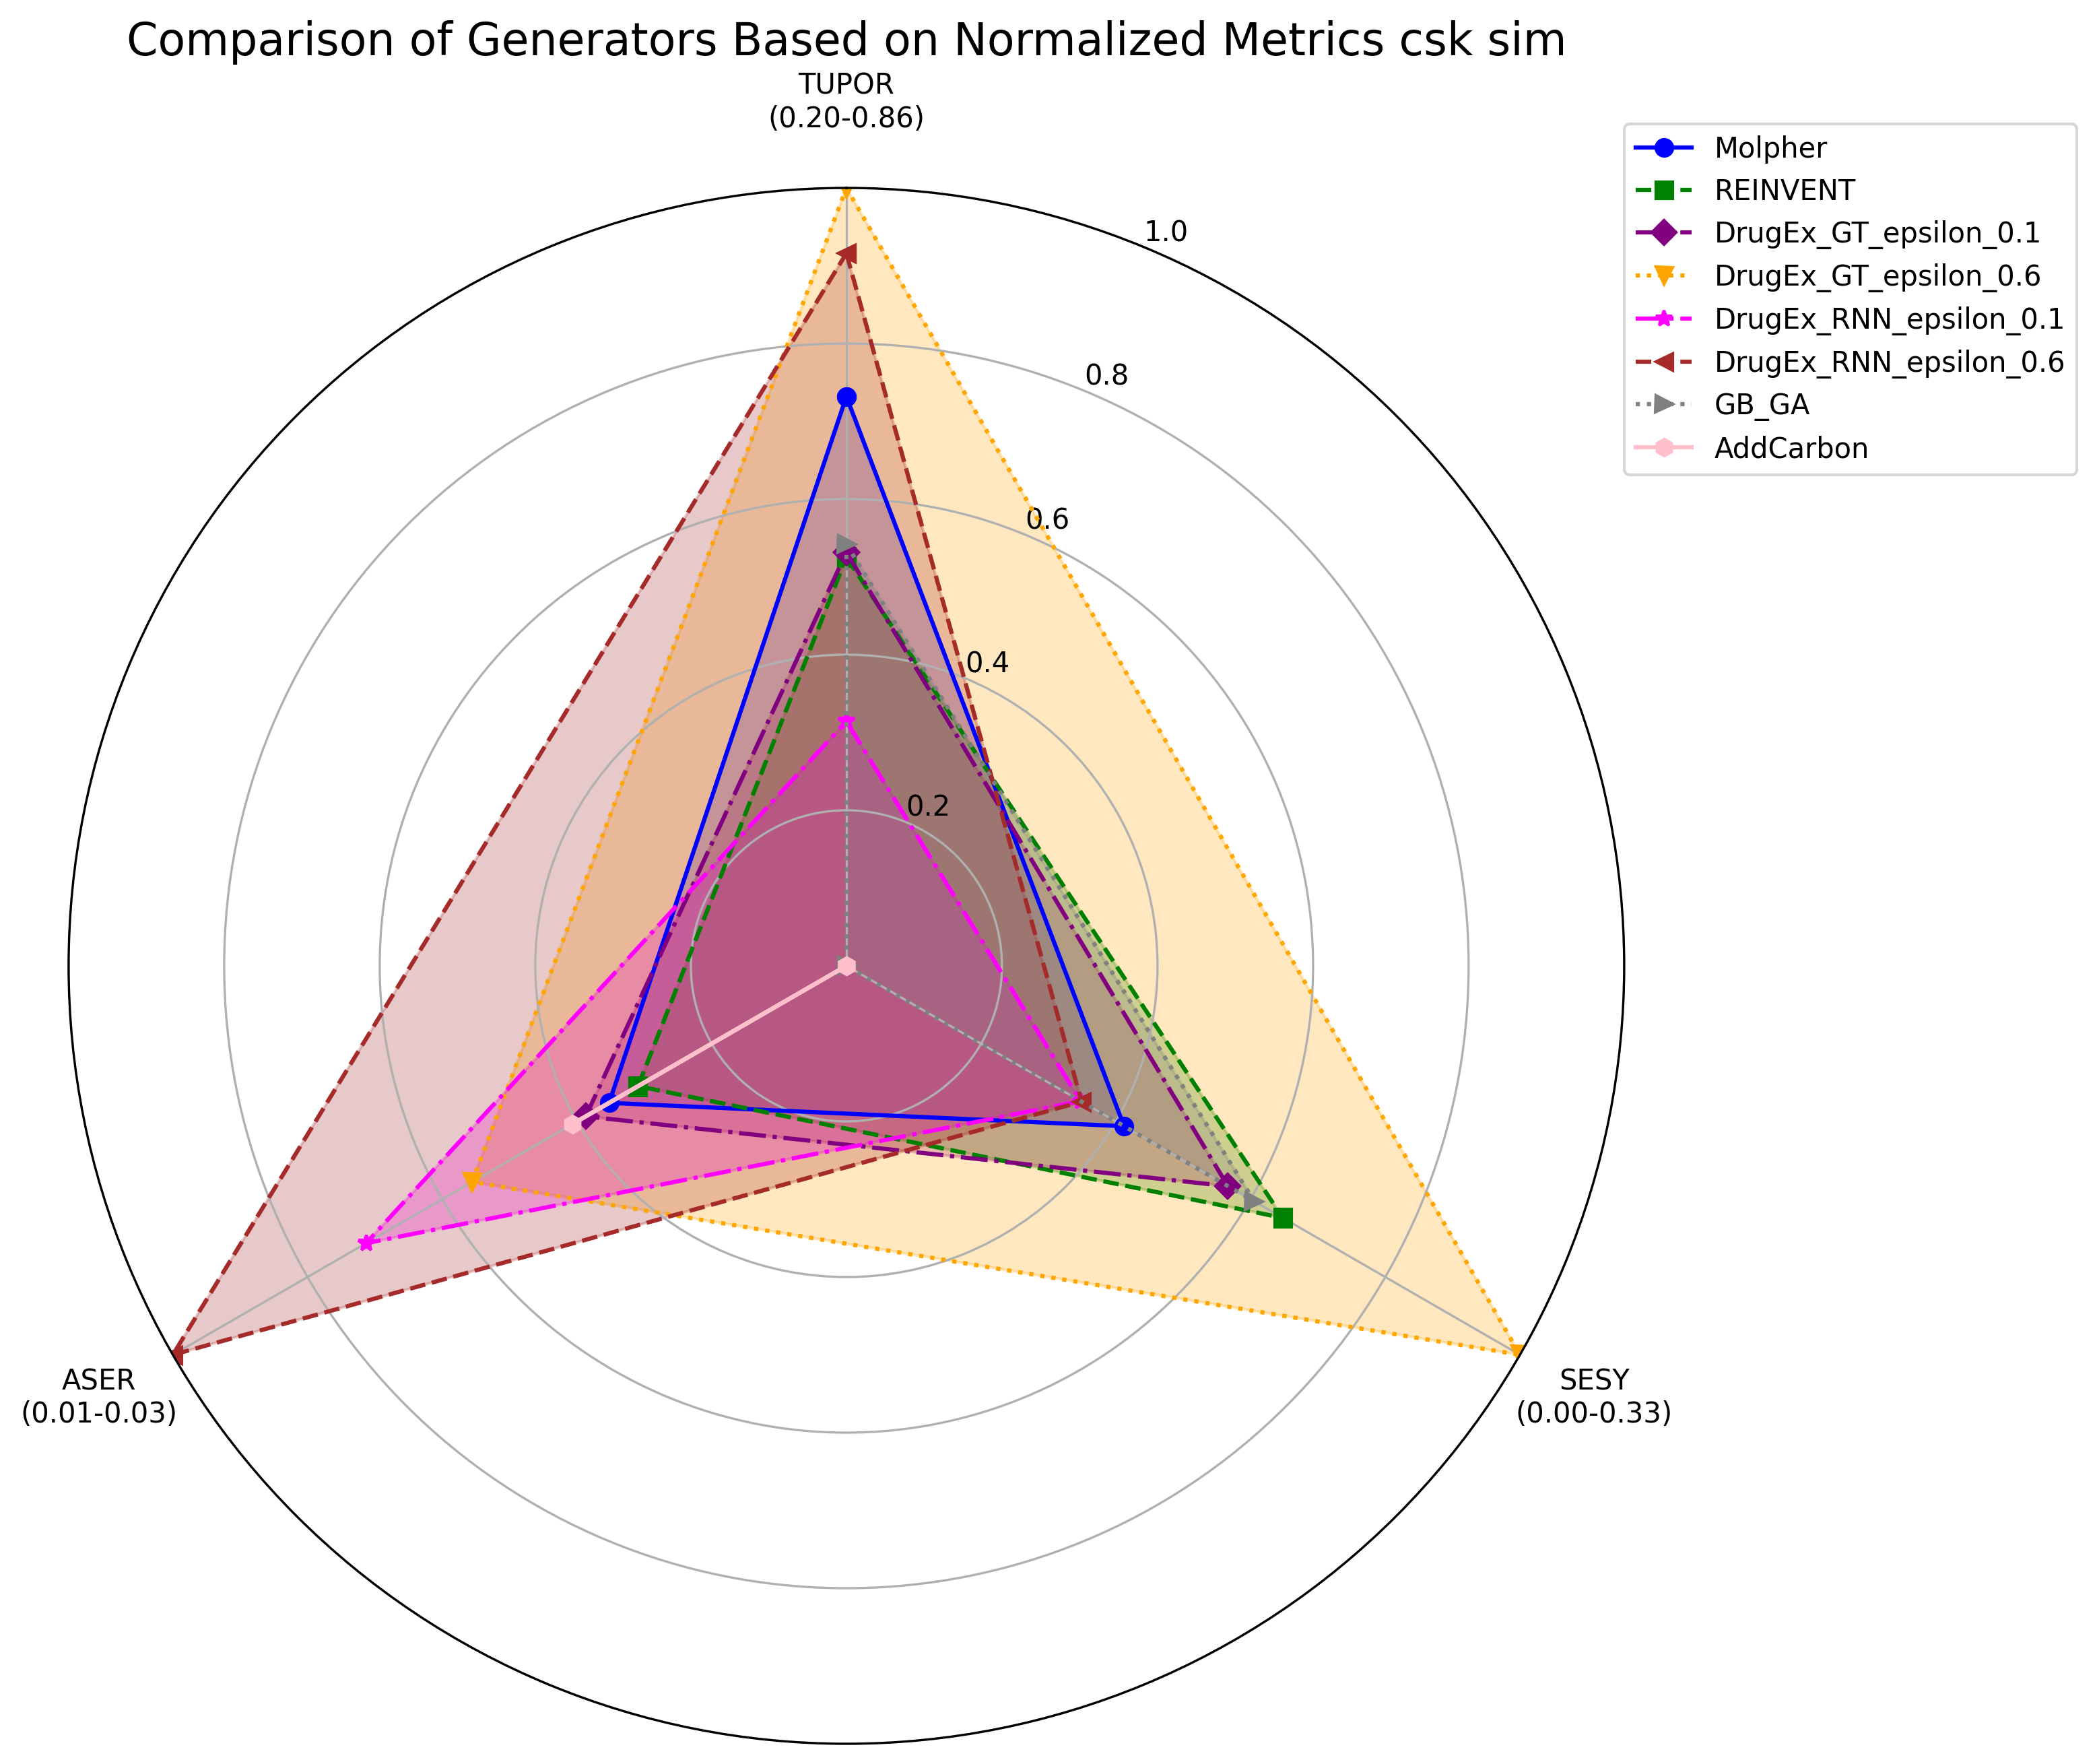 Comparison of Generators Based on Normalized Metrics csk sim
TUPOR
(0.20-0.86)
Molpher
REINVENT
DrugEx_GT_epsilon_0.1
DrugEx_GT_epsilon_0.6
DrugEx_RNN_epsilon_0.1
DrugEx_RNN_epsilon_0.6
GB_GA
AddCarbon
1.0
0.8
0.6
0.4
0.2
ASER
(0.01-0.03)
SESY
(0.00-0.33)